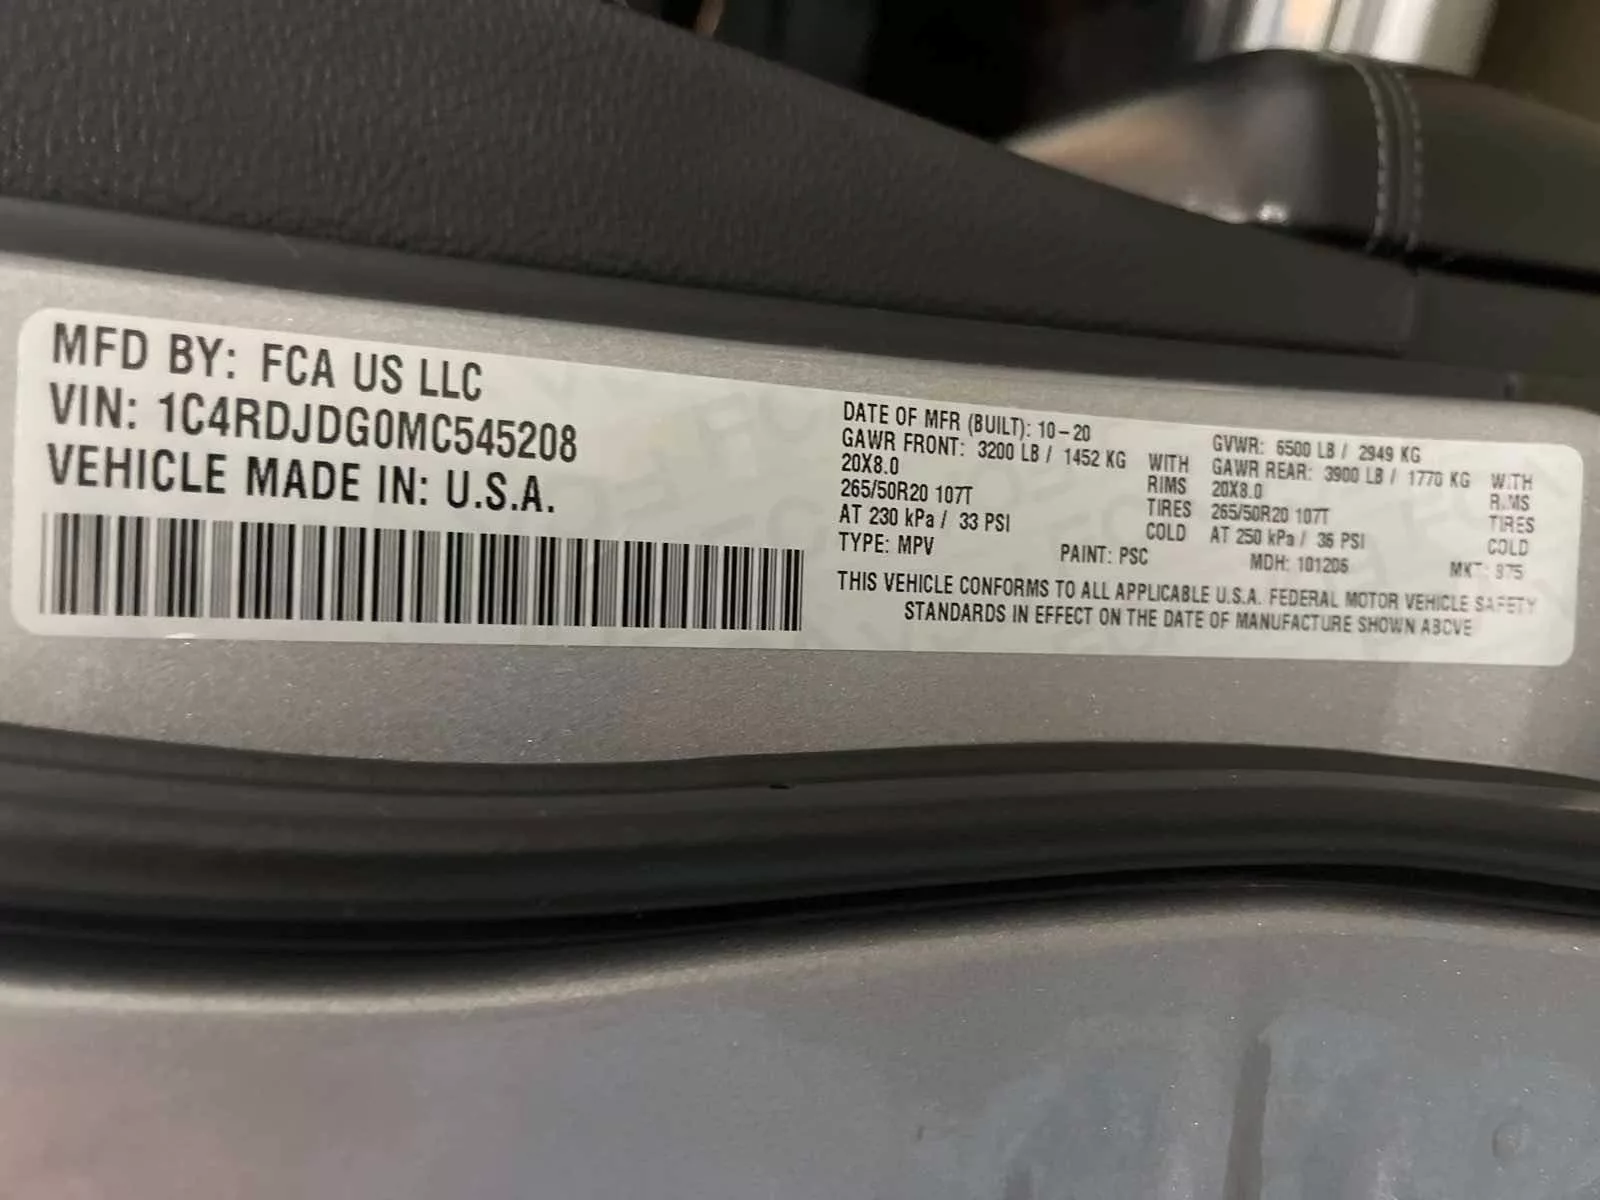 MFD BY: FCA US LLC
VIN: 1C4RDJDG0MC545208
VEHICLE MADE IN: U.S.A.
DATE OF MFR (BUILT): 10-20
GAWR FRONT: 3200 LB / 1452 KG WITH
20X8.0 RIMS
265/50R20 107T TIRES
AT 230 kPa / 33 PSI COLD
TYPE: MPV
GVWR: 6500 LB / 2949 KG
GAWR REAR: 3900 LB / 1770 KG WITH
20X8.0 RIMS
265/50R20 107T TIRES
AT 250 kPa / 36 PSI COLD
PAINT: PSC MDH: 101206 MKT: 975
THIS VEHICLE CONFORMS TO ALL APPLICABLE U.S.A. FEDERAL MOTOR VEHICLE SAFETY
STANDARDS IN EFFECT ON THE DATE OF MANUFACTURE SHOWN ABOVE